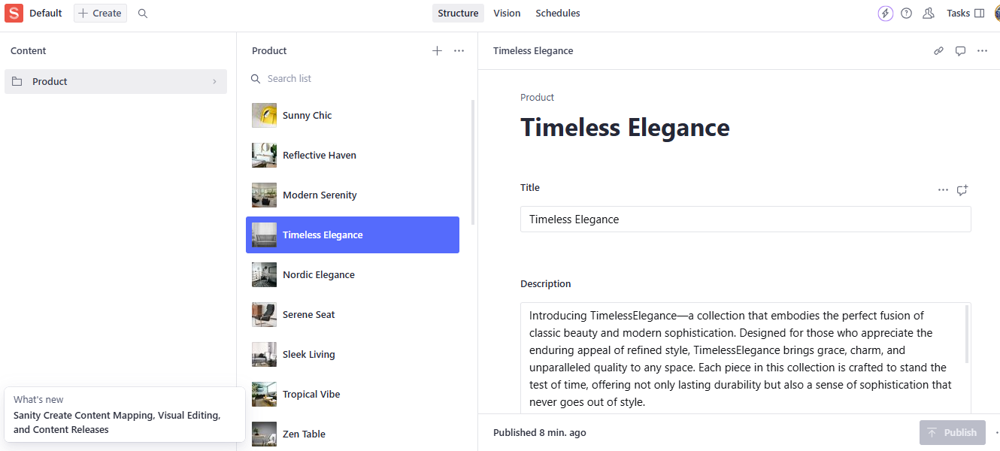 S Default
Create
Structure
Vision
Schedules
Tasks
Content
Product
Product
Search list
Sunny Chic
Reflective Haven
Modern Serenity
Timeless Elegance
Nordic Elegance
Serene Seat
Sleek Living
Tropical Vibe
Zen Table
What's new
Sanity Create Content Mapping, Visual Editing,
and Content Releases
Timeless Elegance
Product
Timeless Elegance
Title
Timeless Elegance
Description
Introducing TimelessElegance—a collection that embodies the perfect fusion of
classic beauty and modern sophistication. Designed for those who appreciate the
enduring appeal of refined style, TimelessElegance brings grace, charm, and
unparalleled quality to any space. Each piece in this collection is crafted to stand the
test of time, offering not only lasting durability but also a sense of sophistication that
never goes out of style.
Published 8 min. ago
Publish